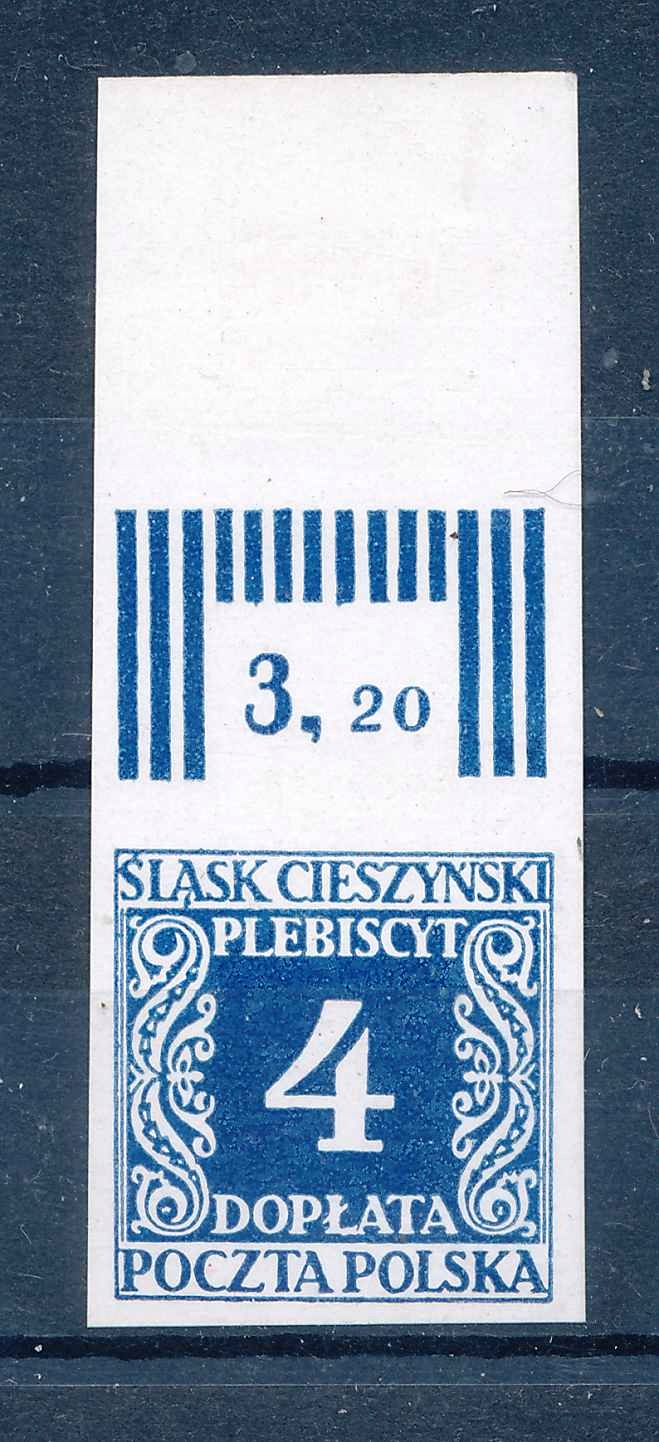 3, 20
ŚLĄSK CIESZYŃSKI
PLEBISCYT
4
DOPŁATA
POCZTA POLSKA